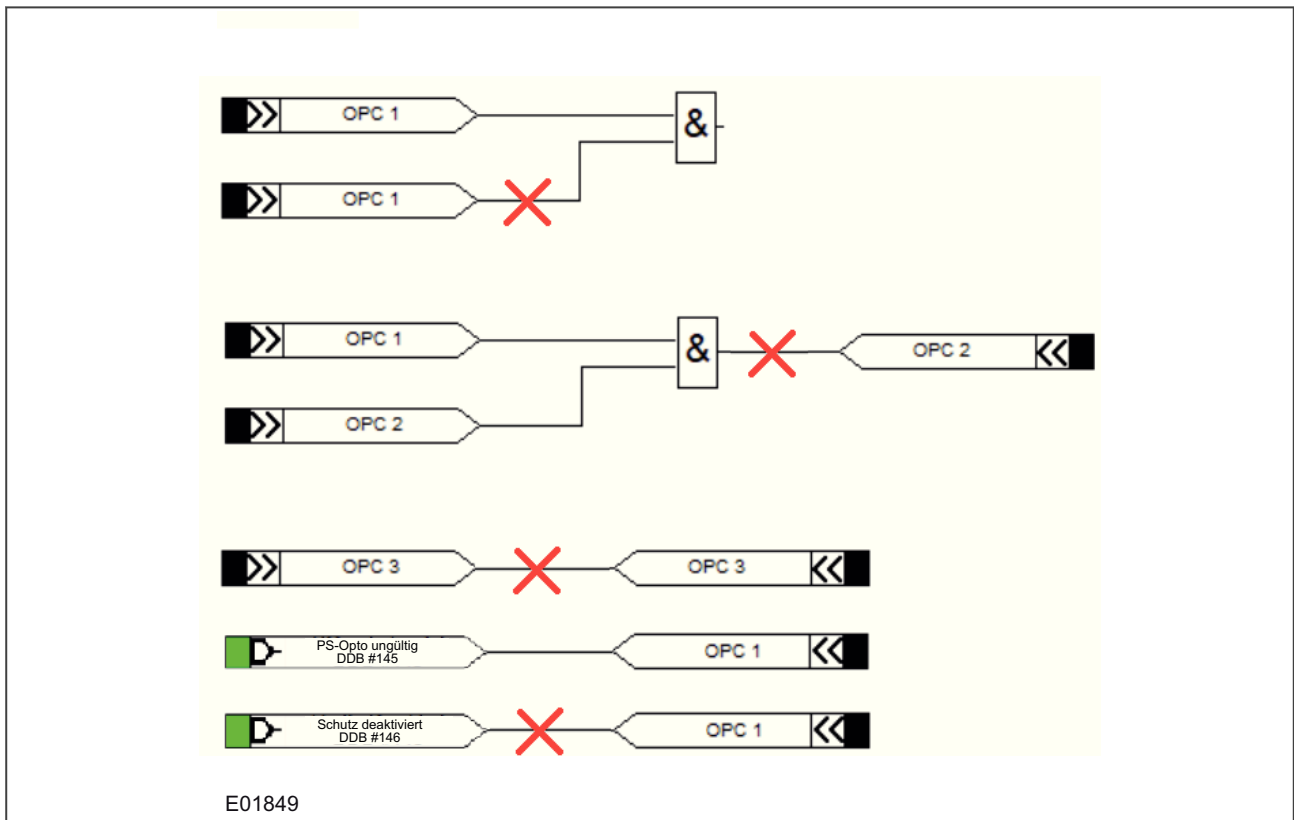 OPC 1
&
OPC 1
OPC 1
&
OPC 2
OPC 2
OPC 3
OPC 3
PS-Opto ungültig
DDB #145
OPC 1
Schutz deaktiviert
DDB #146
OPC 1
E01849